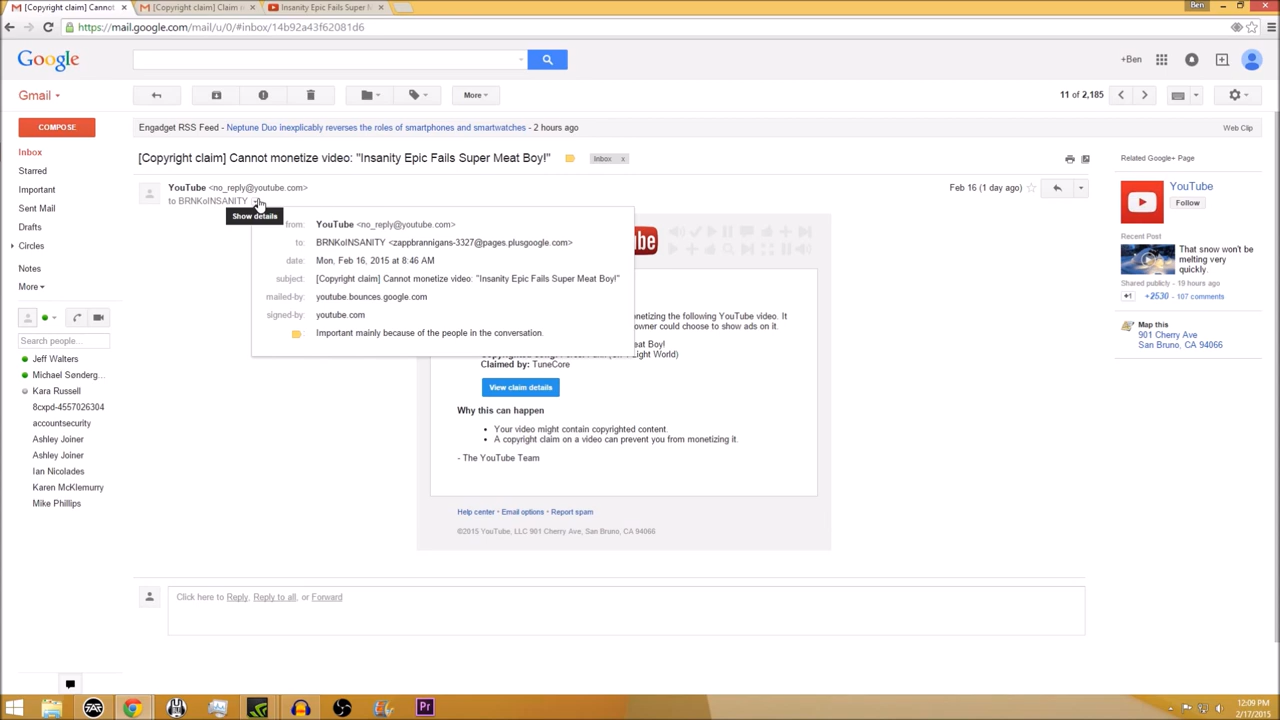 [Copyright claim] Cannot
[Copyright claim] Claim o
Insanity Epic Fails Super M
Ben
https://mail.google.com/mail/u/0/#inbox/14b92a43f62081d6
Google
+Ben
Gmail
More
11 of 2,185
COMPOSE
Engadget RSS Feed - Neptune Duo inexplicably reverses the roles of smartphones and smartwatches - 2 hours ago
Web Clip
Inbox
Starred
Important
Sent Mail
Drafts
Circles
Notes
More
Search people...
Jeff Walters
Michael Sønderg...
Kara Russell
8cxpd-4557026304
accountsecurity
Ashley Joiner
Ashley Joiner
Ian Nicolades
Karen McKlemurry
Mike Phillips
[Copyright claim] Cannot monetize video: "Insanity Epic Fails Super Meat Boy!"
Inbox x
YouTube <no_reply@youtube.com>
to BRNKoINSANITY
Feb 16 (1 day ago)
Show details
from: YouTube <no_reply@youtube.com>
to: BRNKoINSANITY <zappbrannigans-3327@pages.plusgoogle.com>
date: Mon, Feb 16, 2015 at 8:46 AM
subject: [Copyright claim] Cannot monetize video: "Insanity Epic Fails Super Meat Boy!"
mailed-by: youtube.bounces.google.com
signed-by: youtube.com
Important mainly because of the people in the conversation.
netizing the following YouTube video. It
owner could choose to show ads on it.
eat Boy!
Light World)
Claimed by: TuneCore
View claim details
Why this can happen
• Your video might contain copyrighted content.
• A copyright claim on a video can prevent you from monetizing it.
- The YouTube Team
Help center • Email options • Report spam
©2015 YouTube, LLC 901 Cherry Ave, San Bruno, CA 94066
Click here to Reply, Reply to all, or Forward
Related Google+ Page
YouTube
Follow
Recent Post
That snow won't be
melting very
quickly.
Shared publicly - 19 hours ago
+1 +2530 - 107 comments
Map this
901 Cherry Ave
San Bruno, CA 94066
Pr
12:09 PM
2/17/2015